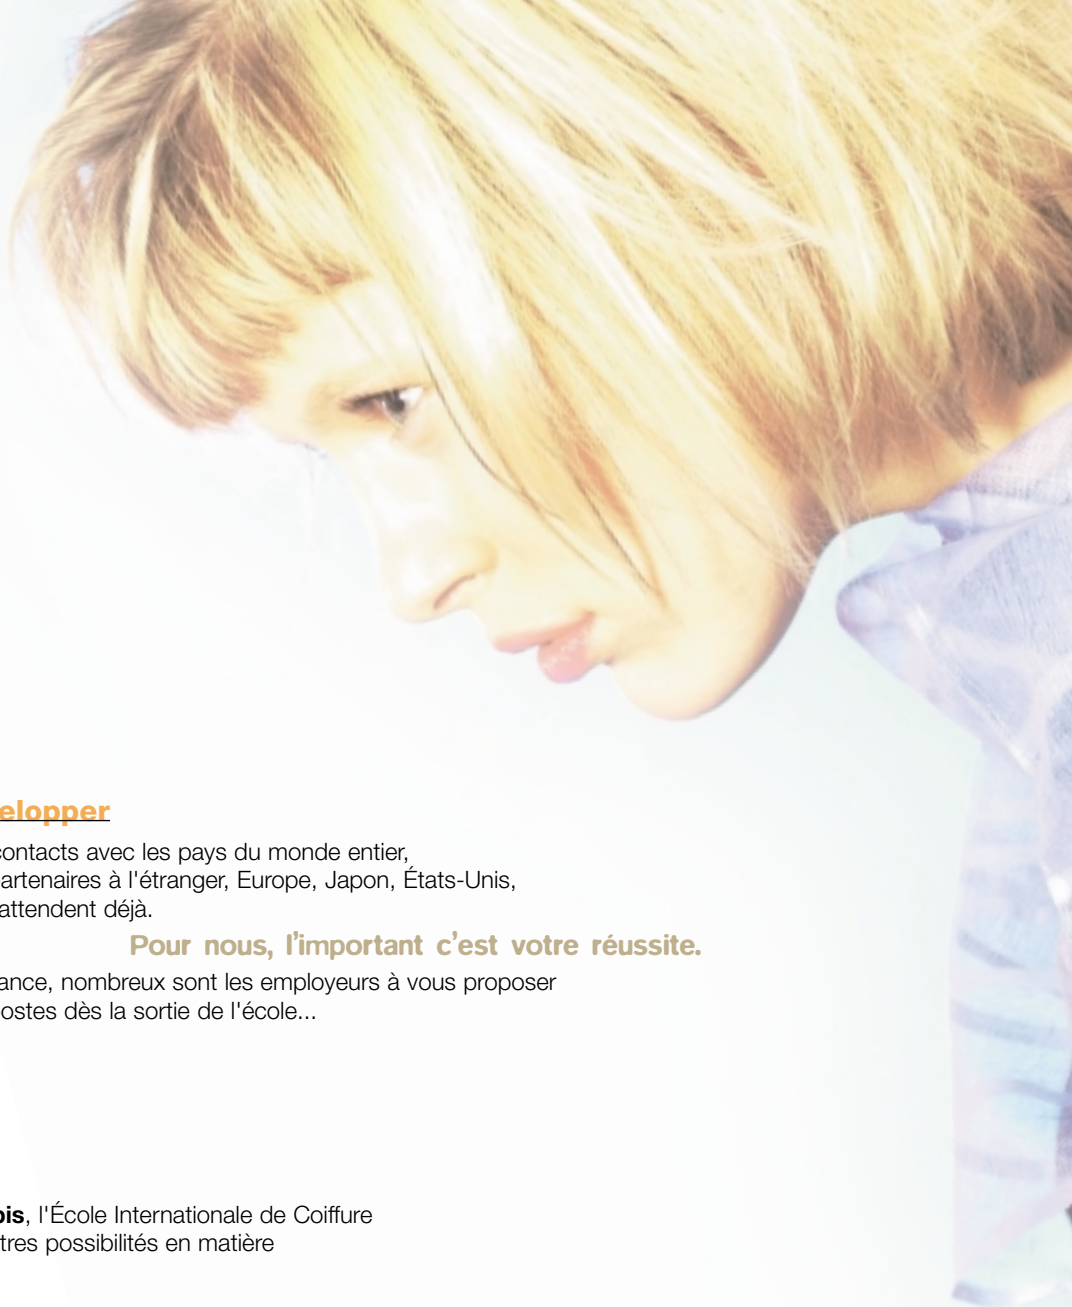 elopper
contacts avec les pays du monde entier,
artenaires à l'étranger, Europe, Japon, États-Unis,
attendent déjà.
Pour nous, l'important c'est votre réussite.
ance, nombreux sont les employeurs à vous proposer
ostes dès la sortie de l'école...
ois, l'École Internationale de Coiffure
tres possibilités en matière